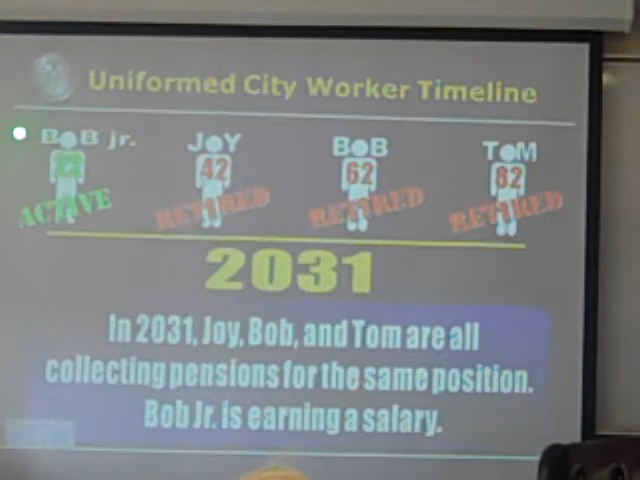 Uniformed City Worker Timeline
BOB jr. JOY BOB TOM
42 62 82
ACTIVE RETIRED RETIRED RETIRED
2031
In 2031, Joy, Bob, and Tom are all
collecting pensions for the same position.
Bob Jr. is earning a salary.